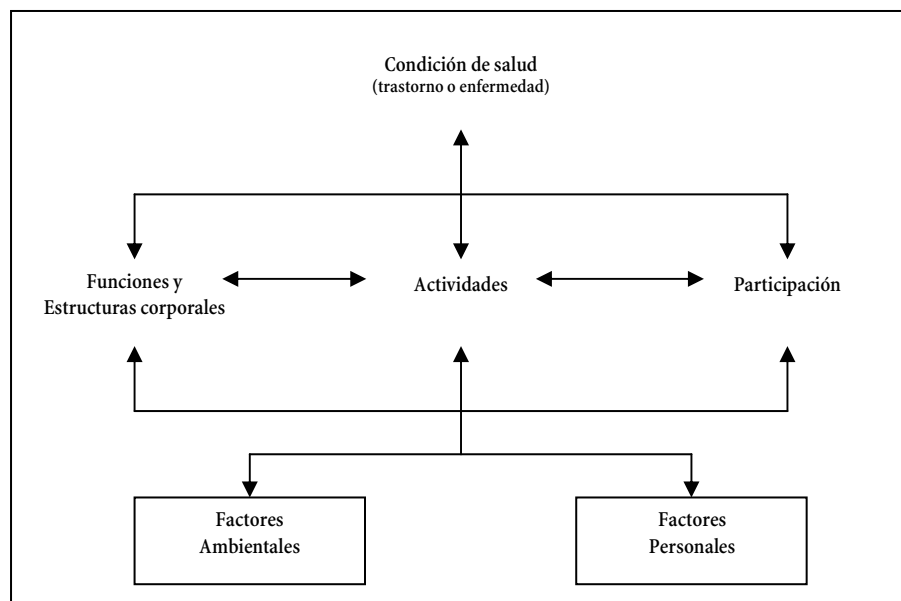 Condición de salud
(trastorno o enfermedad)
Funciones y
Estructuras corporales
Actividades
Participación
Factores
Ambientales
Factores
Personales